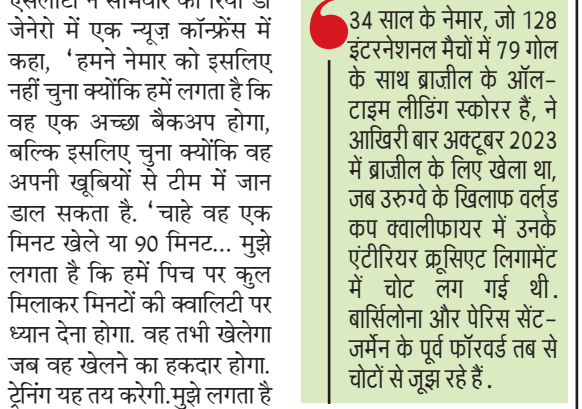 एंसेलोटी ने सोमवार को रियो डी
जेनेरो में एक न्यूज़ कॉन्फ्रेंस में
कहा, ‘हमने नेमार को इसलिए
नहीं चुना क्योंकि हमें लगता है कि
वह एक अच्छा बैकअप होगा,
बल्कि इसलिए चुना क्योंकि वह
अपनी खूबियों से टीम में जान
डाल सकता है. ‘चाहे वह एक
मिनट खेले या 90 मिनट... मुझे
लगता है कि हमें पिच पर कुल
मिलाकर मिनटों की क्वालिटी पर
ध्यान देना होगा. वह तभी खेलेगा
जब वह खेलने का हकदार होगा.
ट्रेनिंग यह तय करेगी.मुझे लगता है
34 साल के नेमार, जो 128
इंटरनेशनल मैचों में 79 गोल
के साथ ब्राज़ील के ऑल-
टाइम लीडिंग स्कोरर हैं, ने
आखिरी बार अक्टूबर 2023
में ब्राज़ील के लिए खेला था,
जब उरुग्वे के खिलाफ वर्ल्ड
कप क्वालीफायर में उनके
एंटीरियर क्रूसिएट लिगामेंट
में चोट लग गई थी.
बार्सिलोना और पेरिस सेंट-
जर्मेन के पूर्व फॉरवर्ड तब से
चोटों से जूझ रहे हैं.